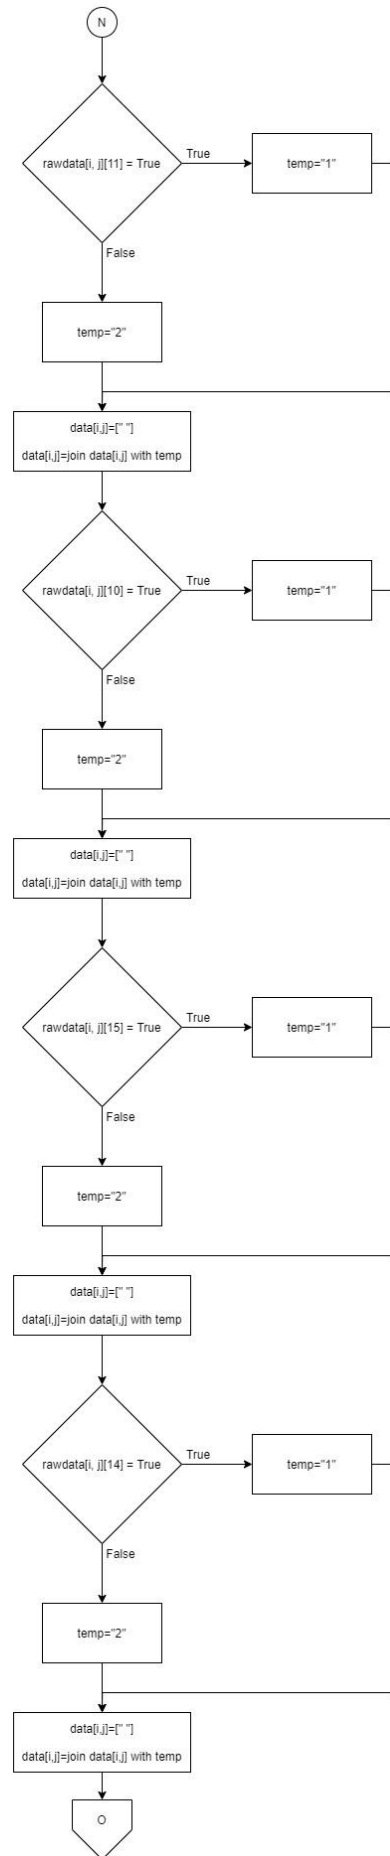 N
rawdata[i, j][11] = True
True
temp="1"
False
temp="2"
data[i,j]=[" "]
data[i,j]=join data[i,j] with temp
rawdata[i, j][10] = True
True
temp="1"
False
temp="2"
data[i,j]=[" "]
data[i,j]=join data[i,j] with temp
rawdata[i, j][15] = True
True
temp="1"
False
temp="2"
data[i,j]=[" "]
data[i,j]=join data[i,j] with temp
rawdata[i, j][14] = True
True
temp="1"
False
temp="2"
data[i,j]=[" "]
data[i,j]=join data[i,j] with temp
O